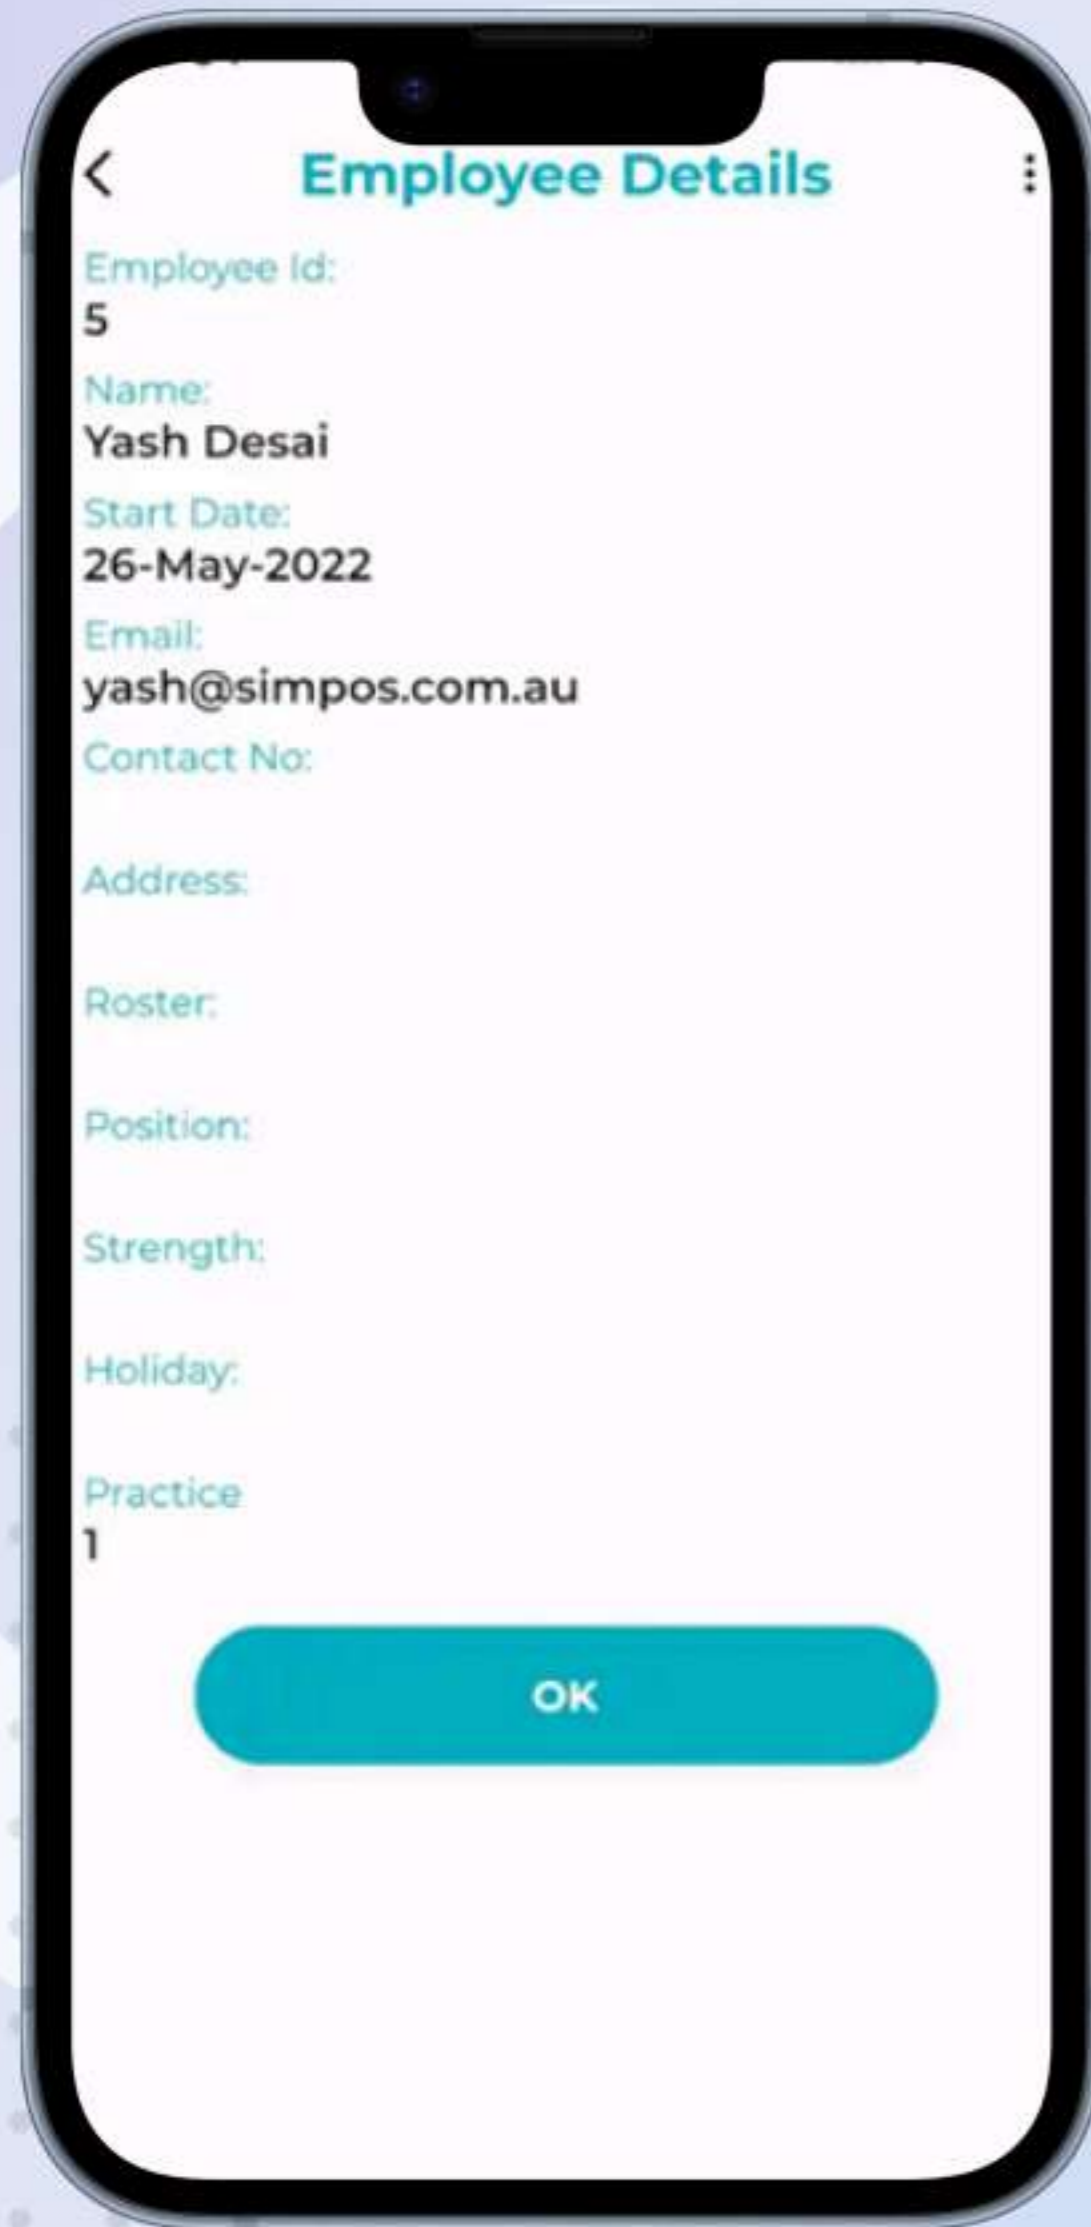 Employee Details
Employee Id:
5
Name:
Yash Desai
Start Date:
26-May-2022
Email:
yash@simpos.com.au
Contact No:
Address:
Roster:
Position:
Strength:
Holiday:
Practice
1
OK